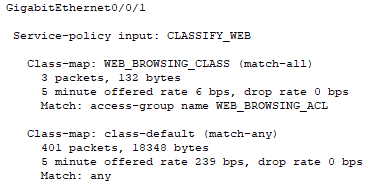 GigabitEthernet0/0/1
Service-policy input: CLASSIFY_WEB
Class-map: WEB_BROWSING_CLASS (match-all)
3 packets, 132 bytes
5 minute offered rate 6 bps, drop rate 0 bps
Match: access-group name WEB_BROWSING_ACL
Class-map: class-default (match-any)
401 packets, 18348 bytes
5 minute offered rate 239 bps, drop rate 0 bps
Match: any